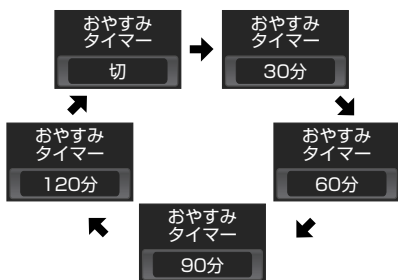 おやすみ
タイマー
切
おやすみ
タイマー
30分
おやすみ
タイマー
60分
おやすみ
タイマー
90分
おやすみ
タイマー
120分